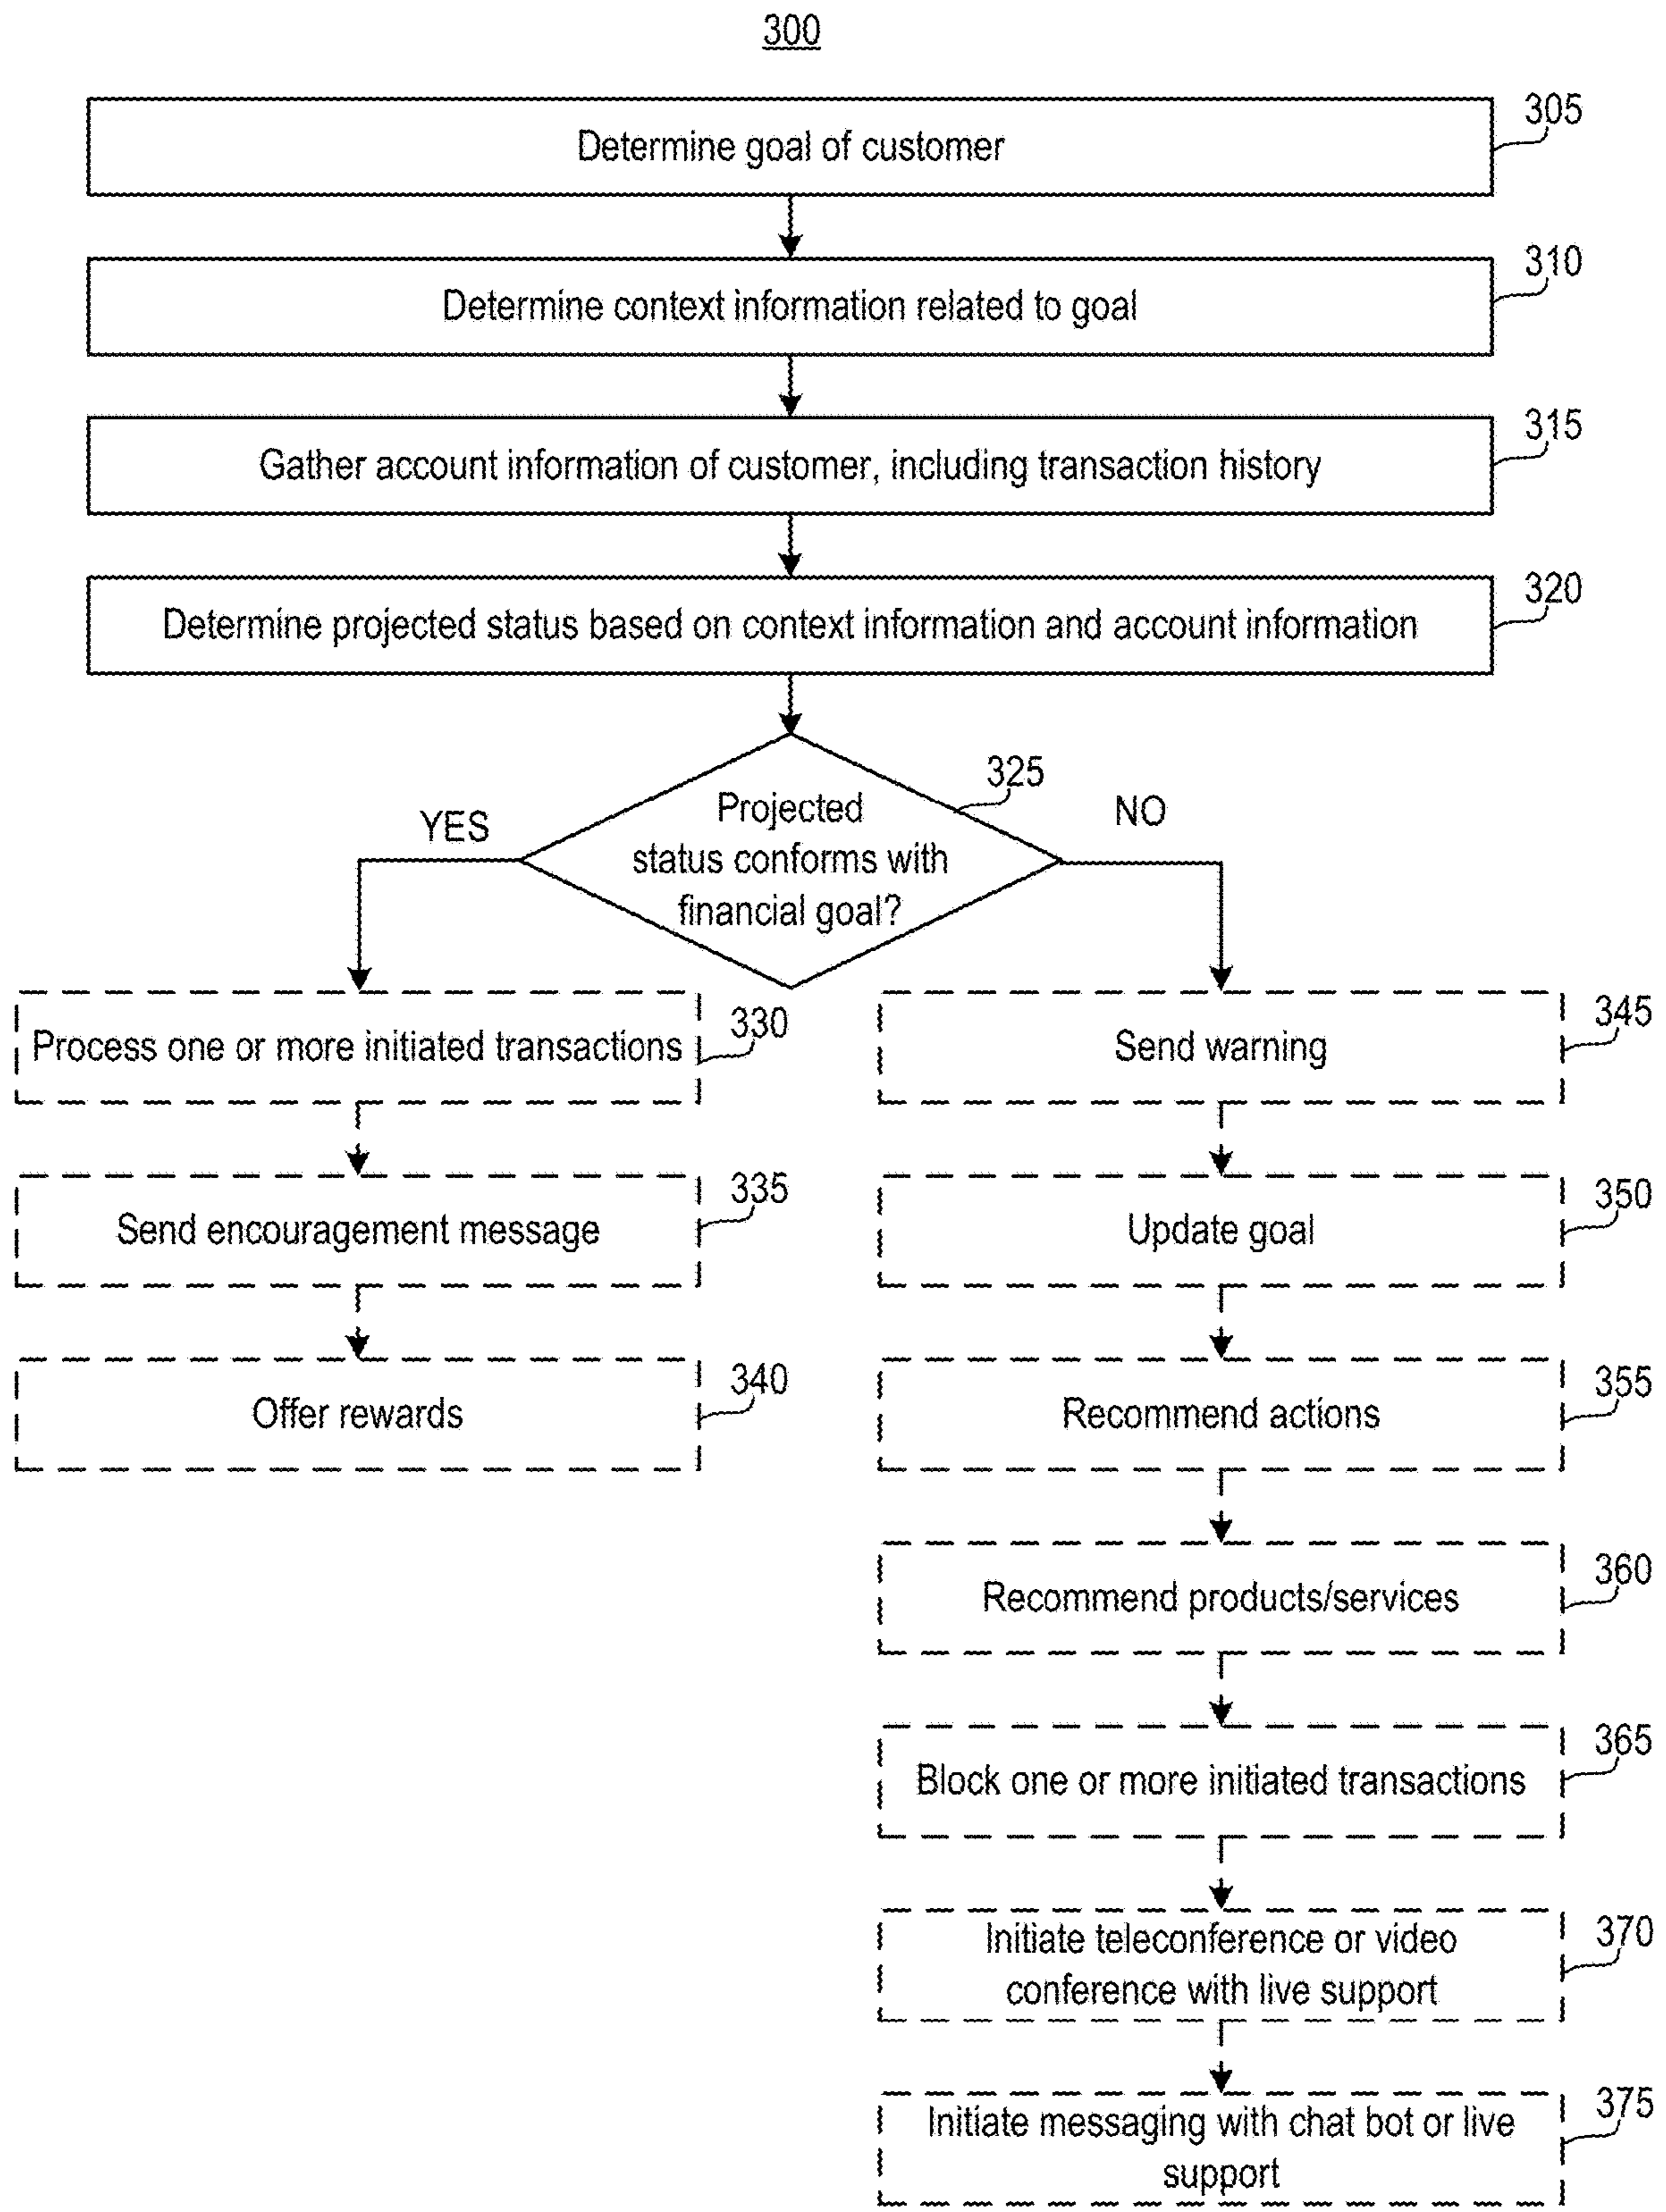 300
305
Determine goal of customer
310
Determine context information related to goal
315
Gather account information of customer, including transaction history
320
Determine projected status based on context information and account information
325
YES
NO
Projected
status conforms with
financial goal?
330
Process one or more initiated transactions
345
Send warning
335
Send encouragement message
350
Update goal
340
Offer rewards
355
Recommend actions
360
Recommend products/services
365
Block one or more initiated transactions
370
Initiate teleconference or video
conference with live support
375
Initiate messaging with chat bot or live
support